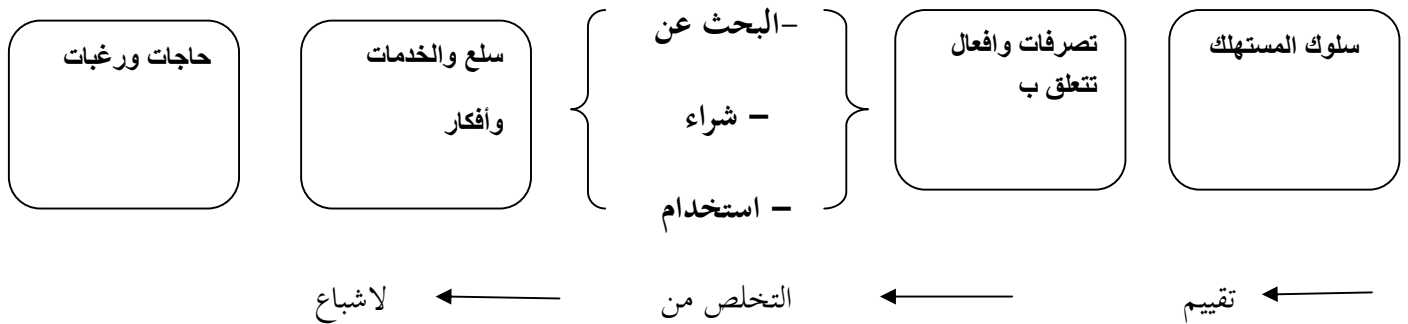 سلوك المستهلك
تصرفات وافعال
تتعلق ب
-البحث عن
– شراء
– استخدام
سلع والخدمات
وأفكار
حاجات ورغبات
تقييم
التخلص من
لاشباع